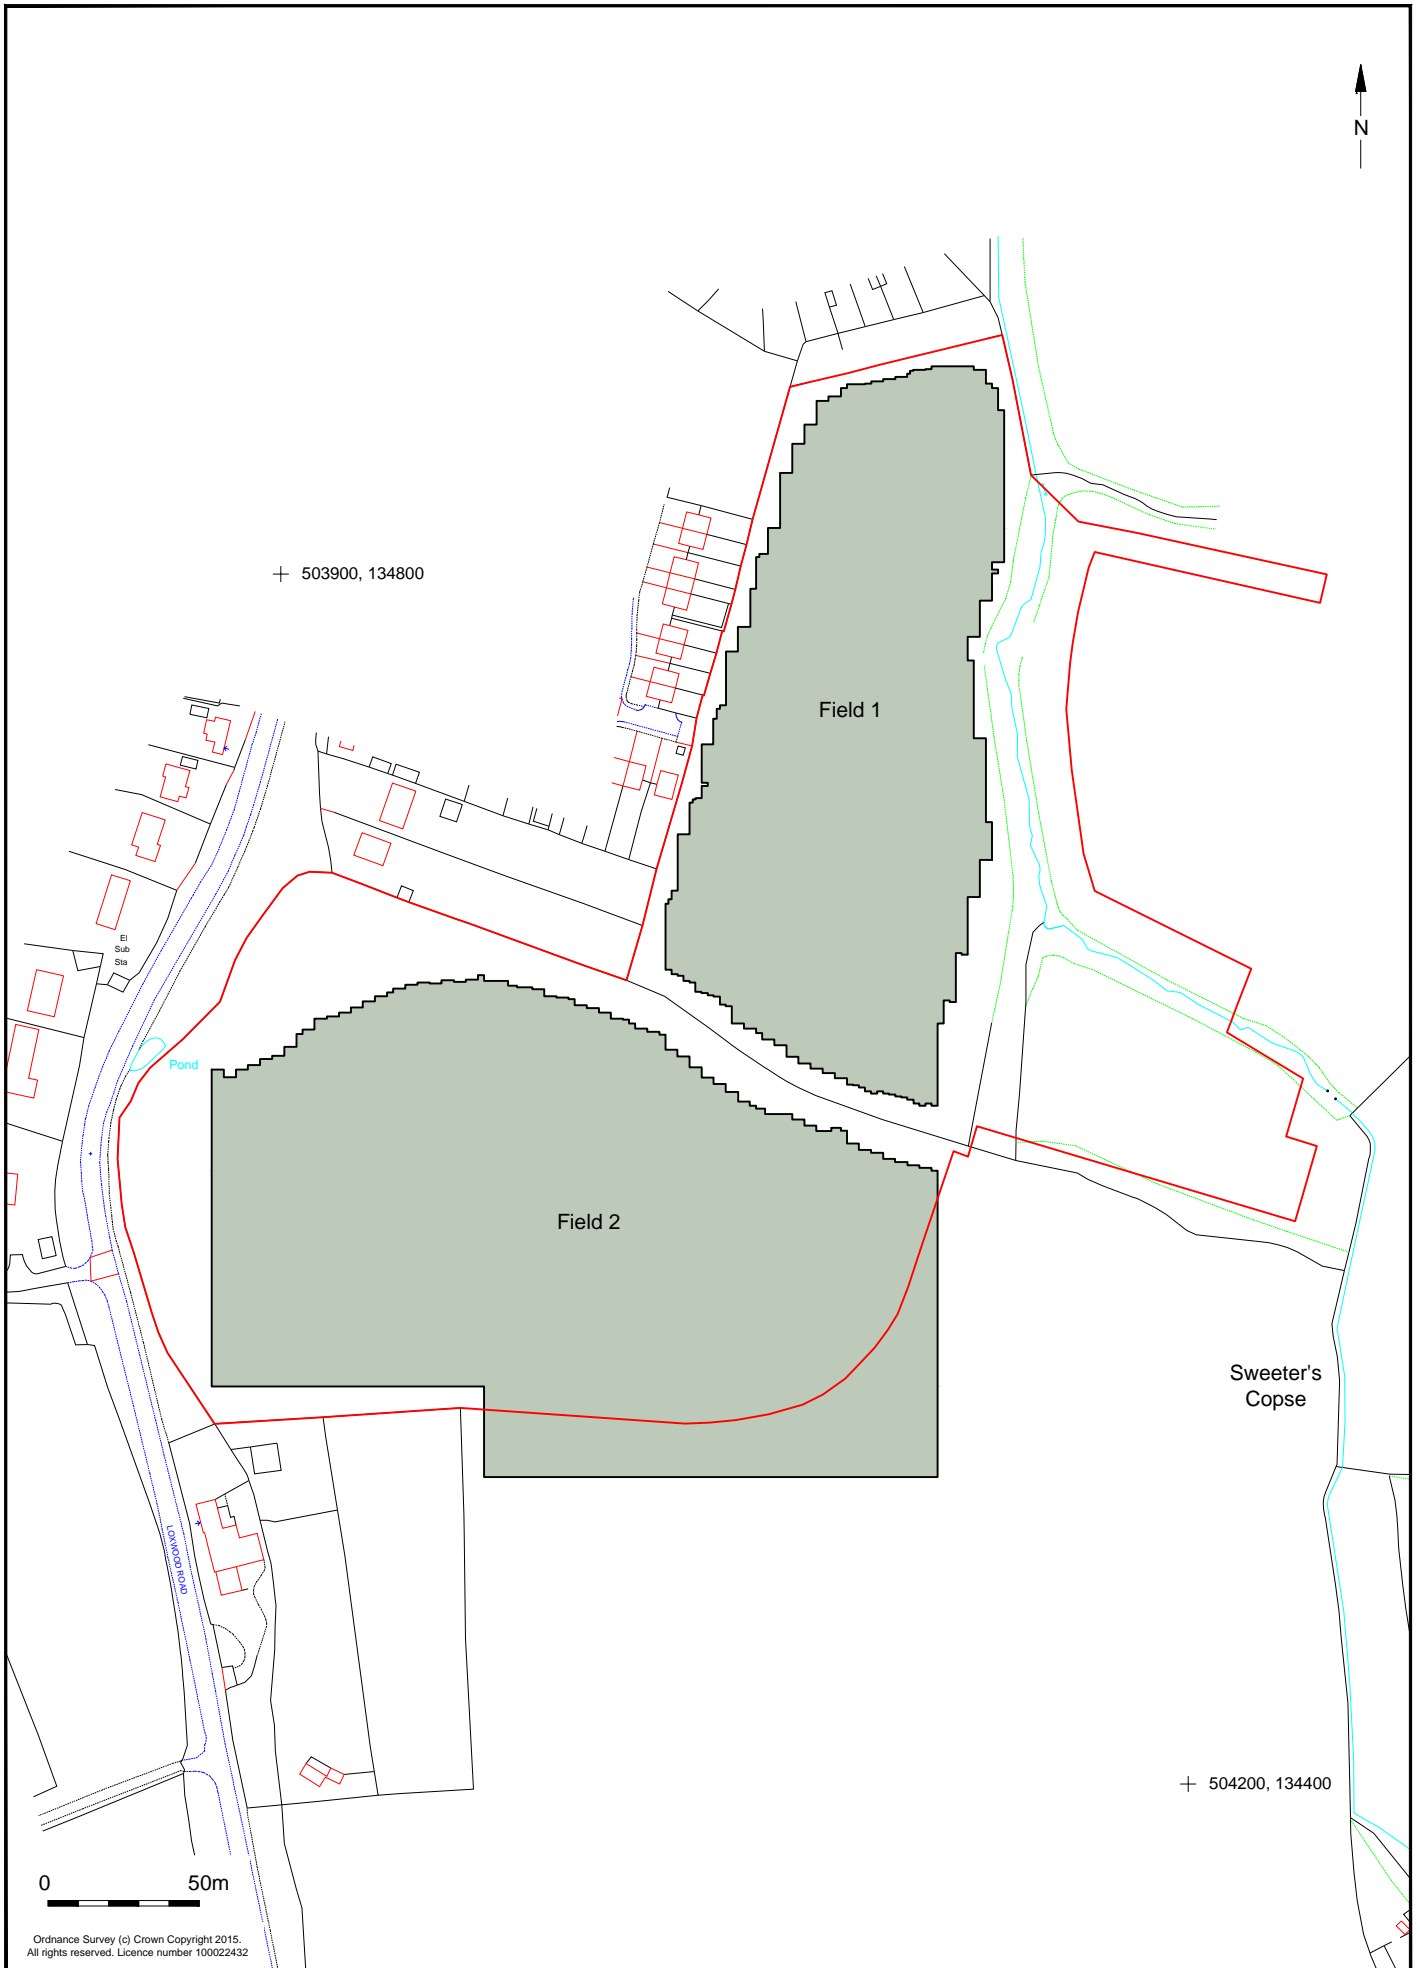 N
503900, 134800
Field 1
El
Sub
Sta
Pond
Field 2
Sweeter's
Copse
LOXWOOD ROAD
504200, 134400
0 50m
Ordnance Survey (c) Crown Copyright 2015.
All rights reserved. Licence number 100022432